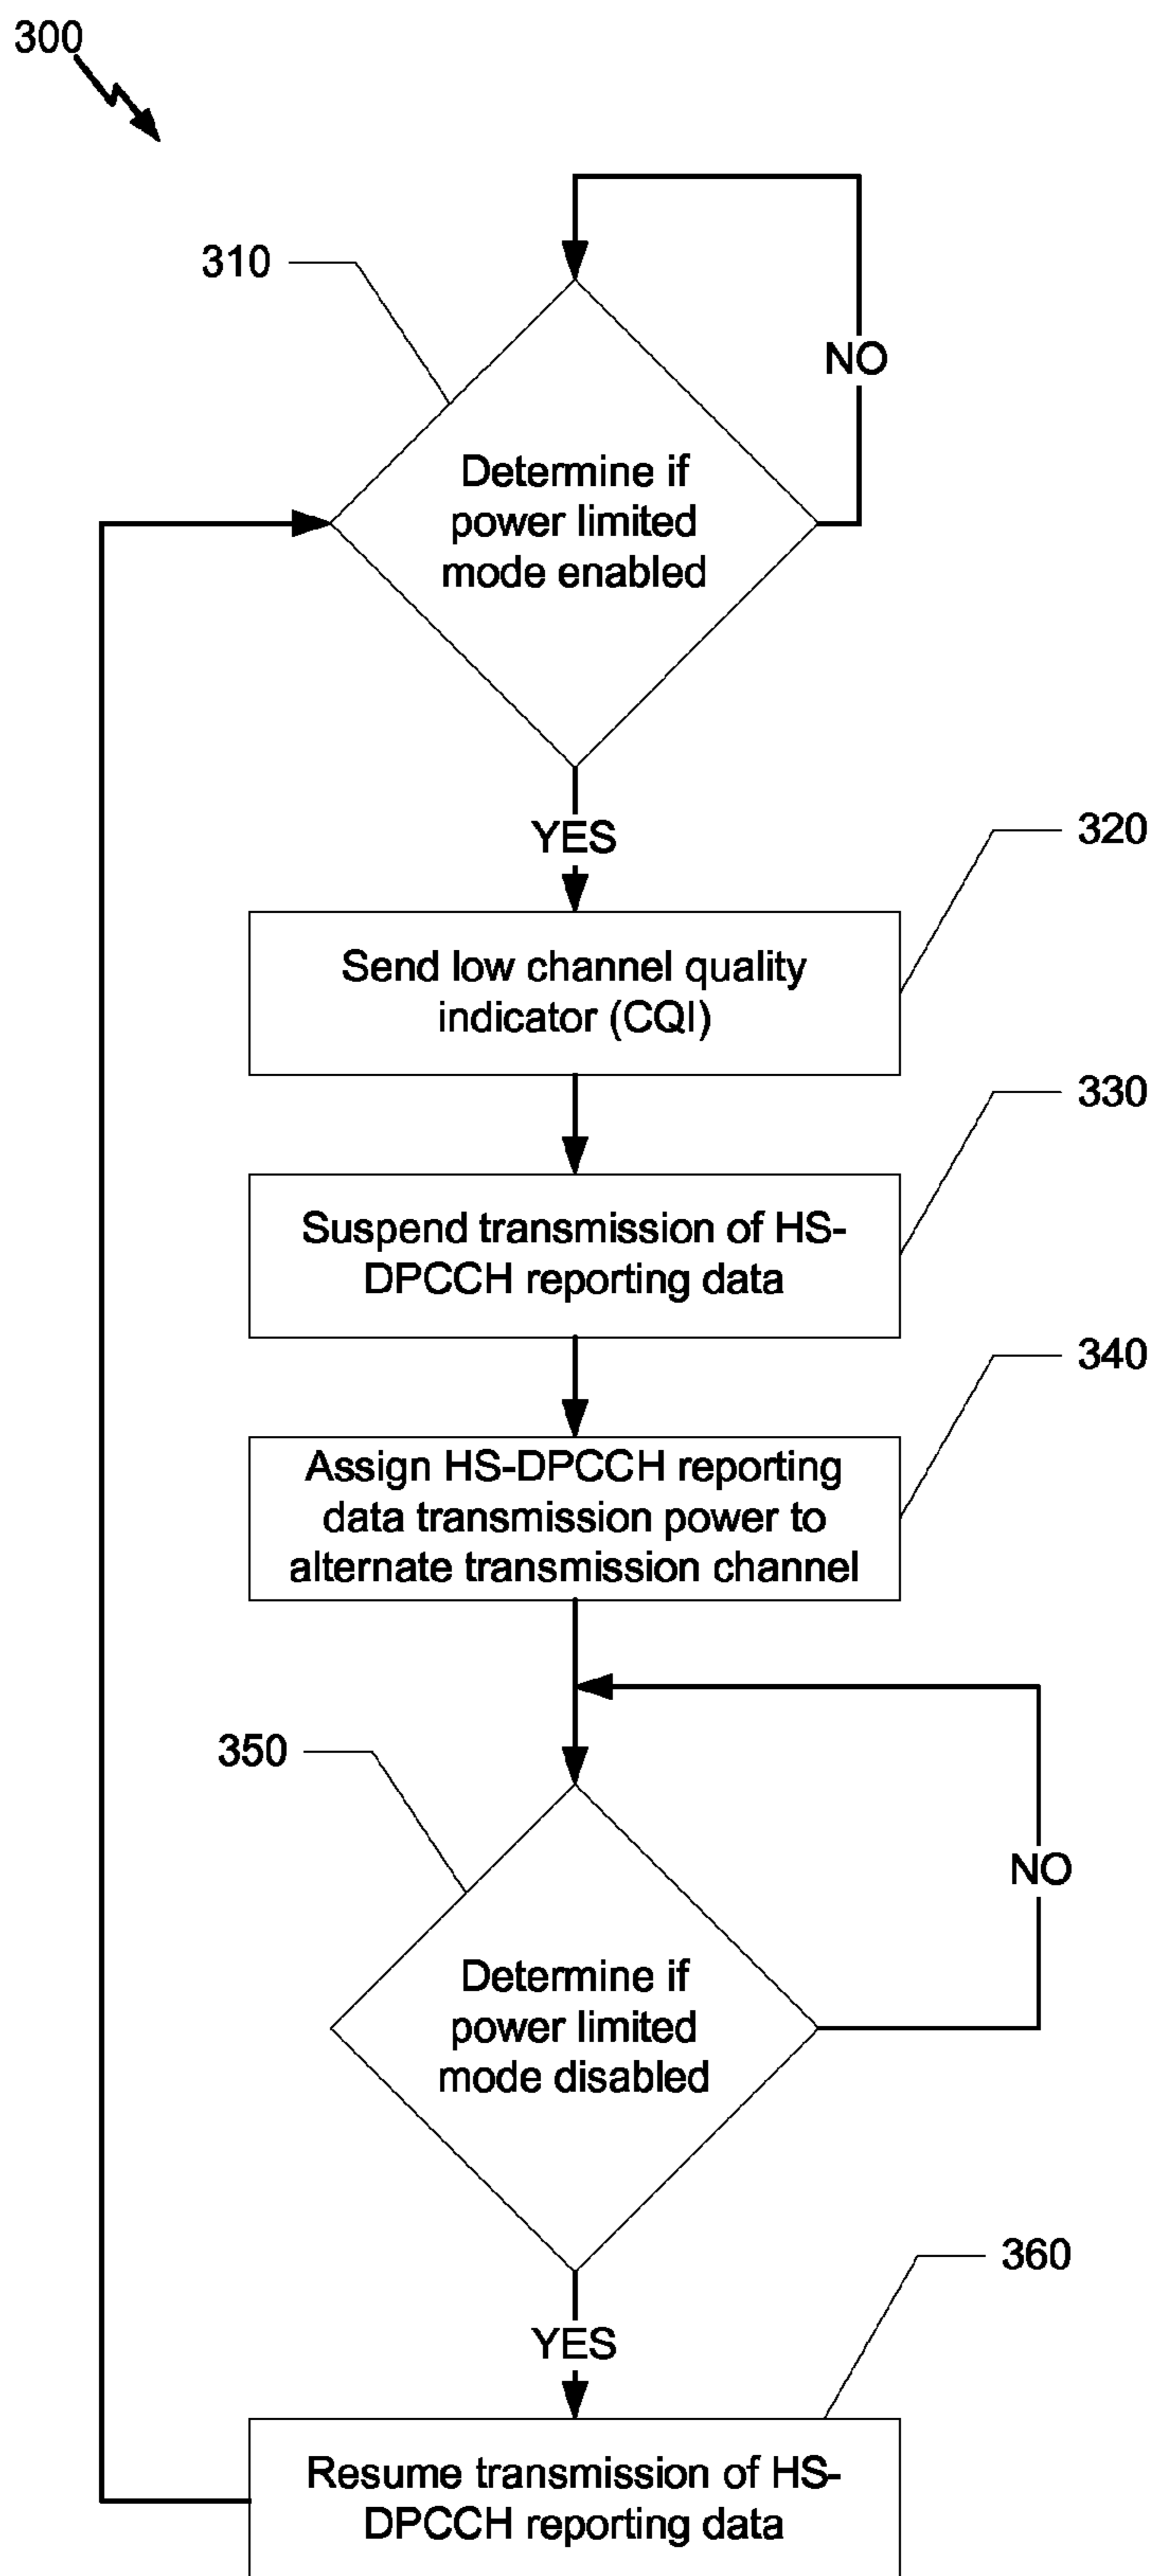 300
310
NO
Determine if
power limited
mode enabled
YES
320
Send low channel quality
indicator (CQI)
330
Suspend transmission of HS-
DPCCH reporting data
340
Assign HS-DPCCH reporting
data transmission power to
alternate transmission channel
350
NO
Determine if
power limited
mode disabled
YES
360
Resume transmission of HS-
DPCCH reporting data